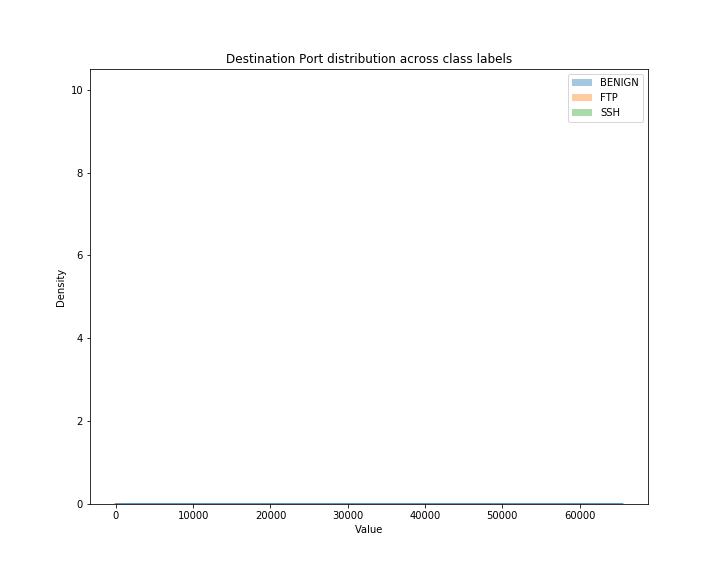 Destination Port distribution across class labels
BENIGN
FTP
SSH
10
8
6
4
2
0
Density
0 10000 20000 30000 40000 50000 60000
Value